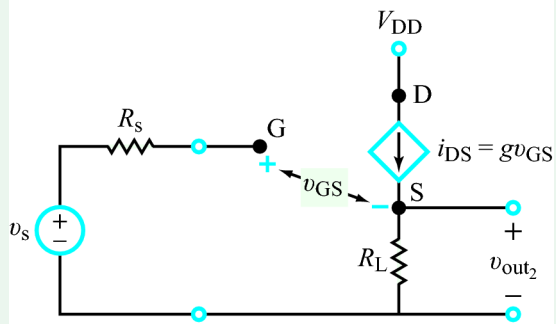 V_DD
D
R_s
G
i_DS = gv_GS
+
v_GS
−
S
v_s
+
−
R_L
+
v_out₂
−